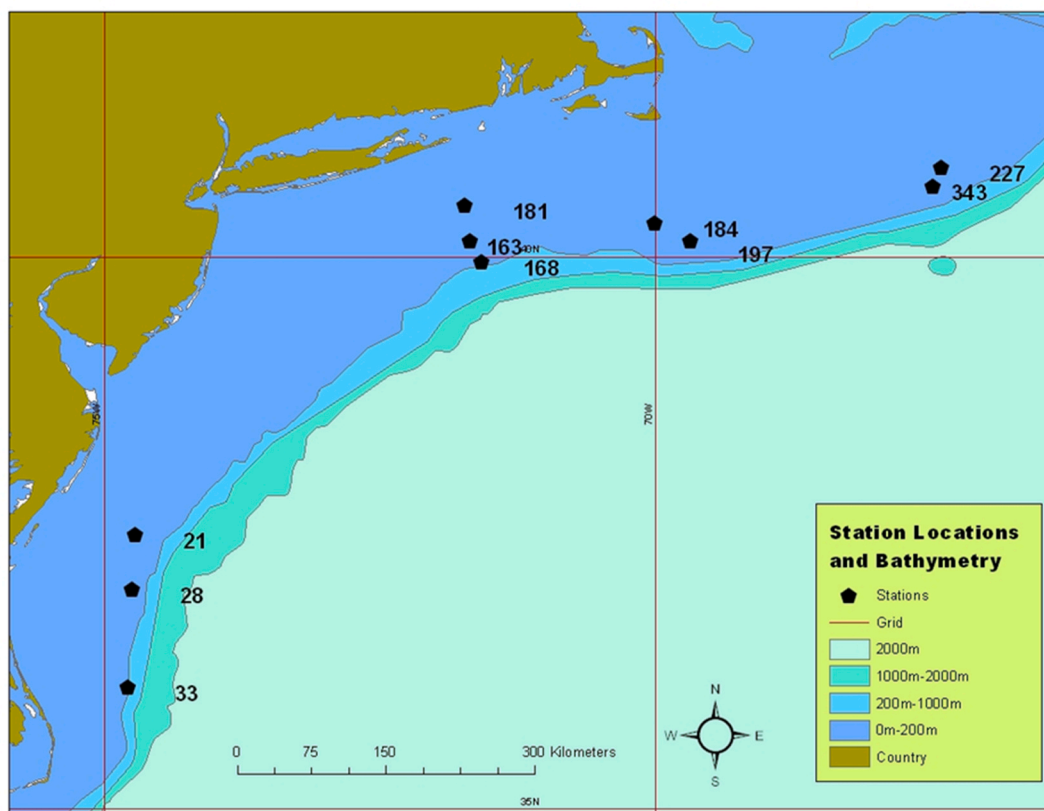 227
343
181
184
163
40N
197
168
75W
70W
21
28
33
Station Locations
and Bathymetry
Stations
Grid
2000m
1000m-2000m
200m-1000m
0m-200m
Country
N
W
E
S
0 75 150 300 Kilometers
35N